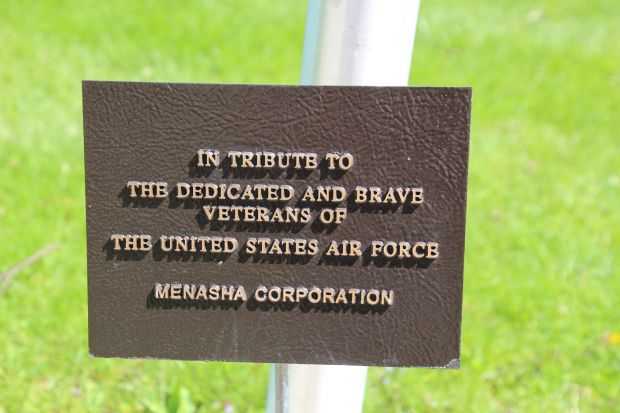 IN TRIBUTE TO
THE DEDICATED AND BRAVE
VETERANS OF
THE UNITED STATES AIR FORCE
MENASHA CORPORATION